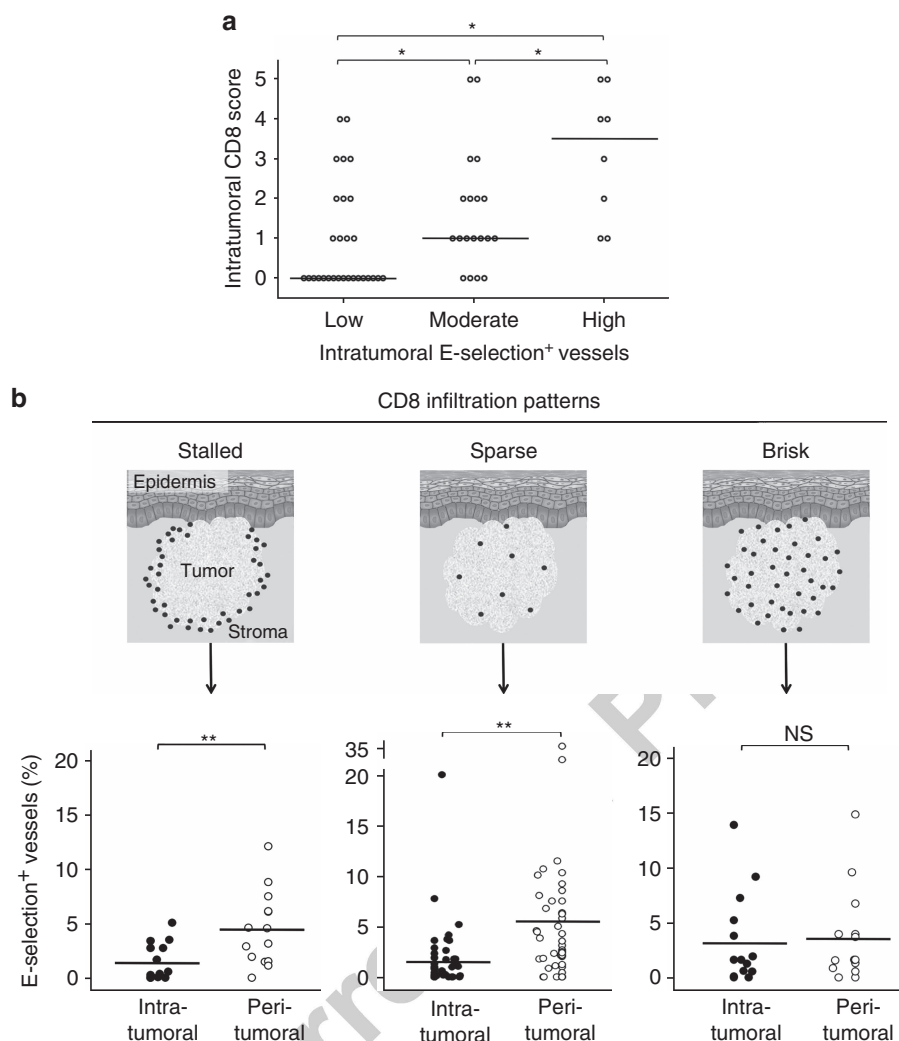 a
*
* *
Intratumoral CD8 score
5
4
3
2
1
0
Low Moderate High
Intratumoral E-selection⁺ vessels
b
CD8 infiltration patterns
Stalled Sparse Brisk
Epidermis
Tumor
Stroma
** ** NS
E-selection⁺ vessels (%)
20
15
10
5
0
35
20
15
10
5
0
20
15
10
5
0
Intra- Peri- Intra- Peri- Intra- Peri-
tumoral tumoral tumoral tumoral tumoral tumoral